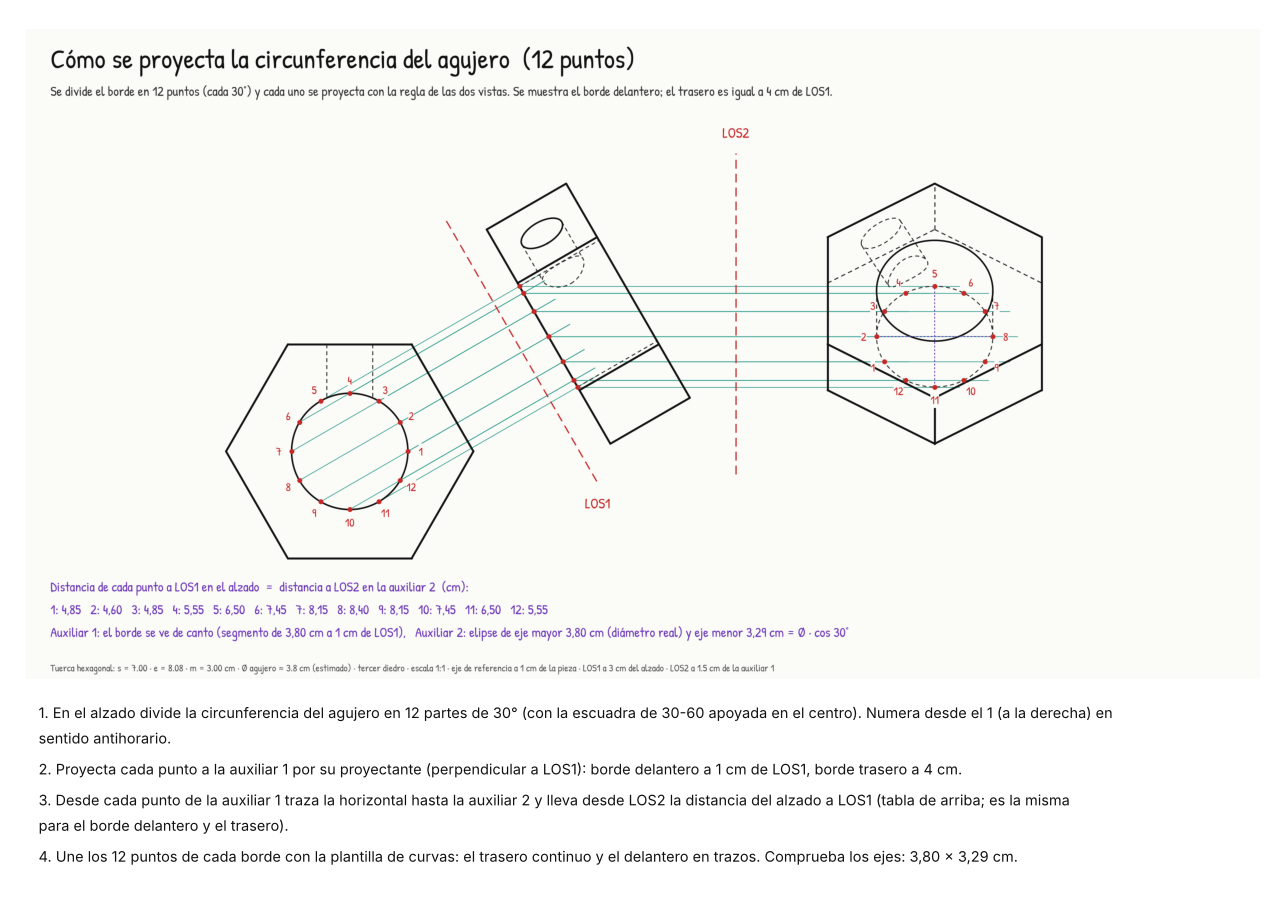 Cómo se proyecta la circunferencia del agujero (12 puntos)
Se divide el borde en 12 puntos (cada 30°) y cada uno se proyecta con la regla de las dos vistas. Se muestra el borde delantero; el trasero es igual a 4 cm de LOS1.
LOS2
5
4
6
3
7
2
8
1
9
12
10
11
4
5
3
6
2
7
1
8
12
9
11
10
LOS1
Distancia de cada punto a LOS1 en el alzado = distancia a LOS2 en la auxiliar 2 (cm):
1: 4,85 2: 4,60 3: 4,85 4: 5,55 5: 6,50 6: 7,45 7: 8,15 8: 8,40 9: 8,15 10: 7,45 11: 6,50 12: 5,55
Auxiliar 1: el borde se ve de canto (segmento de 3,80 cm a 1 cm de LOS1). Auxiliar 2: elipse de eje mayor 3,80 cm (diámetro real) y eje menor 3,29 cm = Ø · cos 30°
Tuerca hexagonal: s = 7.00 · e = 8.08 · m = 3.00 cm · Ø agujero = 3.8 cm (estimado) · tercer diedro · escala 1:1 · eje de referencia a 1 cm de la pieza · LOS1 a 3 cm del alzado · LOS2 a 1.5 cm de la auxiliar 1
1. En el alzado divide la circunferencia del agujero en 12 partes de 30° (con la escuadra de 30-60 apoyada en el centro). Numera desde el 1 (a la derecha) en
sentido antihorario.
2. Proyecta cada punto a la auxiliar 1 por su proyectante (perpendicular a LOS1): borde delantero a 1 cm de LOS1, borde trasero a 4 cm.
3. Desde cada punto de la auxiliar 1 traza la horizontal hasta la auxiliar 2 y lleva desde LOS2 la distancia del alzado a LOS1 (tabla de arriba; es la misma
para el borde delantero y el trasero).
4. Une los 12 puntos de cada borde con la plantilla de curvas: el trasero continuo y el delantero en trazos. Comprueba los ejes: 3,80 × 3,29 cm.